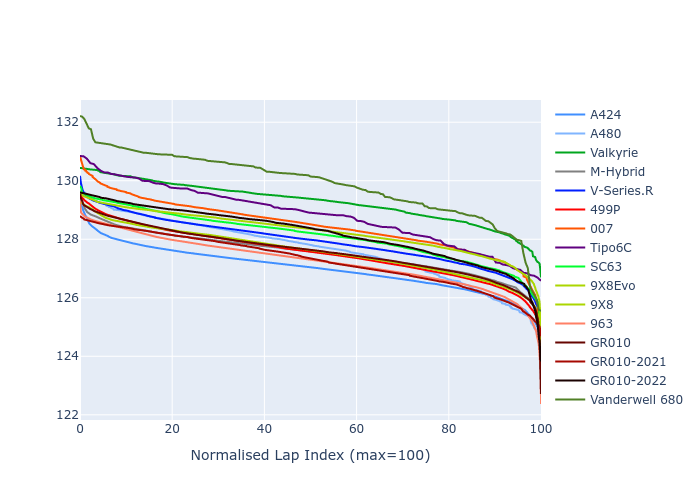 132
130
128
126
124
122
0 20 40 60 80 100
Normalised Lap Index (max=100)
A424
A480
Valkyrie
M-Hybrid
V-Series.R
499P
007
Tipo6C
SC63
9X8Evo
9X8
963
GR010
GR010-2021
GR010-2022
Vanderwell 680